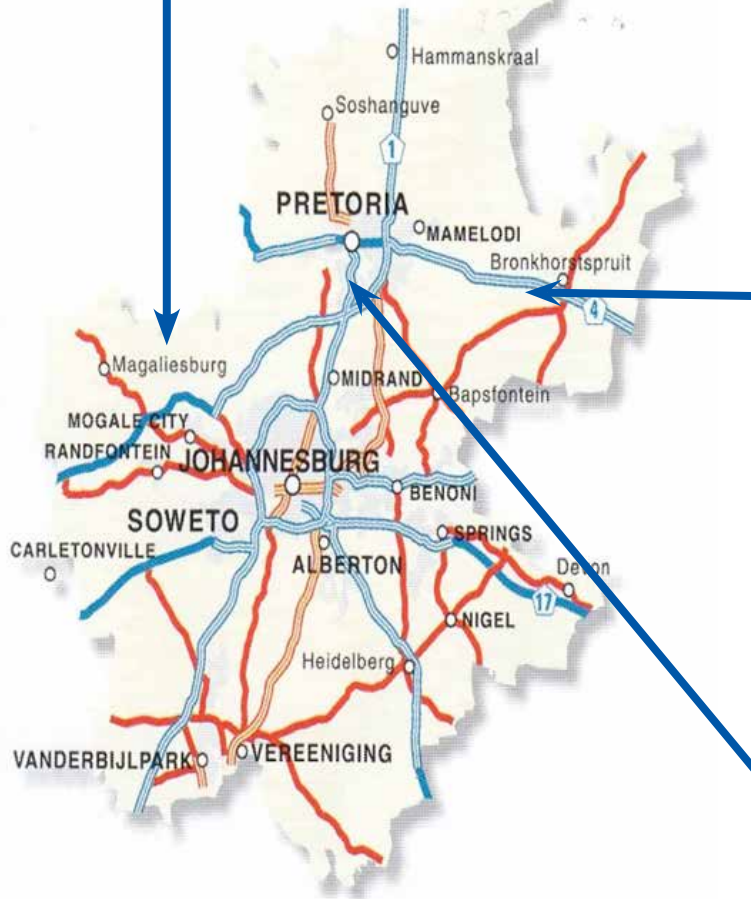 Hammanskraal
Soshanguve
1
PRETORIA
MAMELODI
Bronkhorstspruit
4
Magaliesburg
MIDRAND
Bapsfontein
MOGALE CITY
RANDFONTEIN
JOHANNESBURG
BENONI
SOWETO
SPRINGS
CARLETONVILLE
ALBERTON
Devon
17
NIGEL
Heidelberg
VANDERBIJLPARK
VEREENIGING